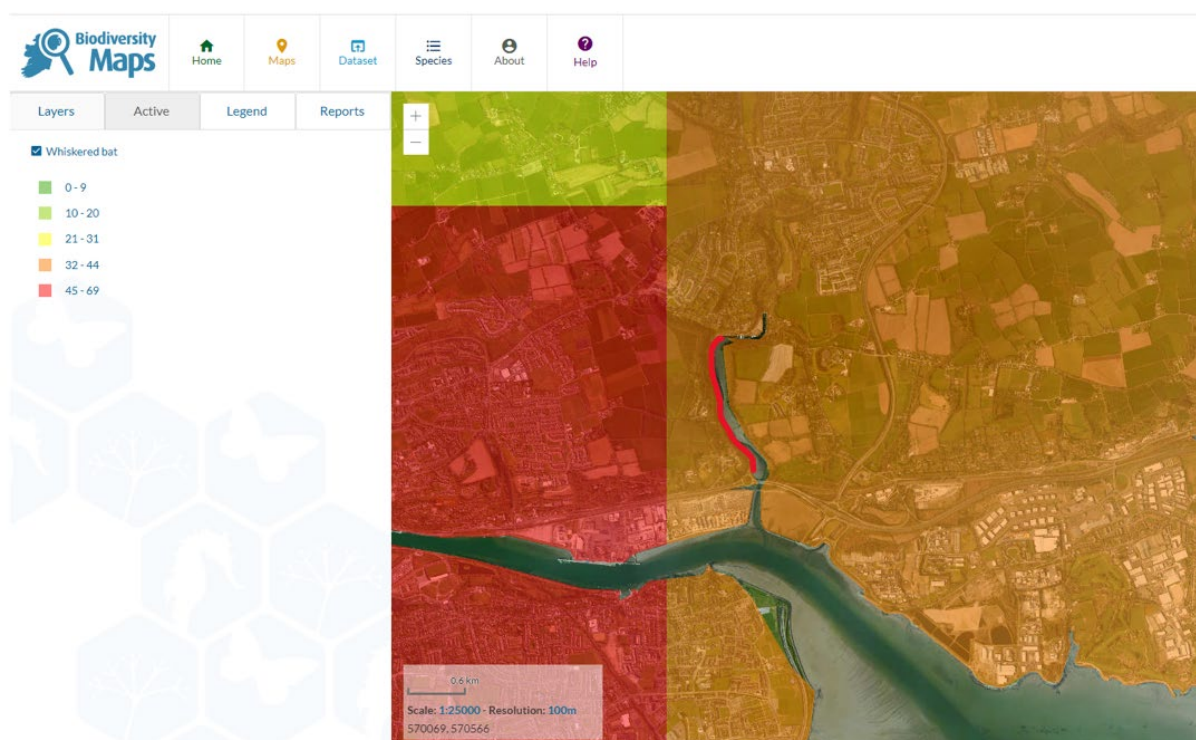 Biodiversity
Maps
Home
Maps
Dataset
Species
About
Help
Layers
Active
Legend
Reports
+
−
Whiskered bat
0 - 9
10 - 20
21 - 31
32 - 44
45 - 69
0.6 km
Scale: 1:25000 - Resolution: 100m
570069, 570566